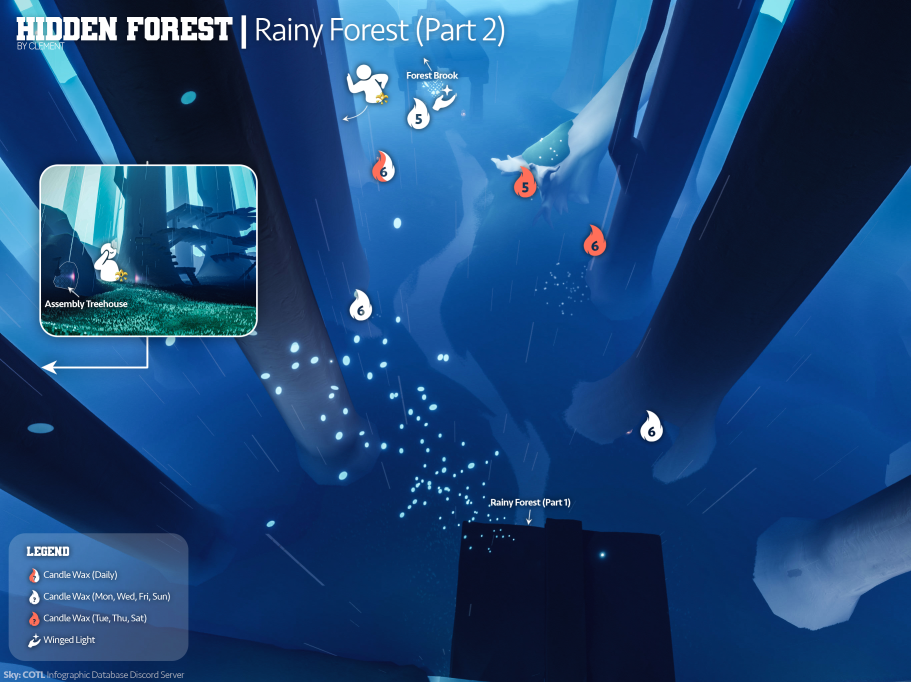 HIDDEN FOREST | Rainy Forest (Part 2)
BY CLEMENT
Forest Brook
5
6
5
6
Assembly Treehouse
6
6
Rainy Forest (Part 1)
LEGEND
? Candle Wax (Daily)
? Candle Wax (Mon, Wed, Fri, Sun)
? Candle Wax (Tue, Thu, Sat)
Winged Light
Sky: COTL Infographic Database Discord Server